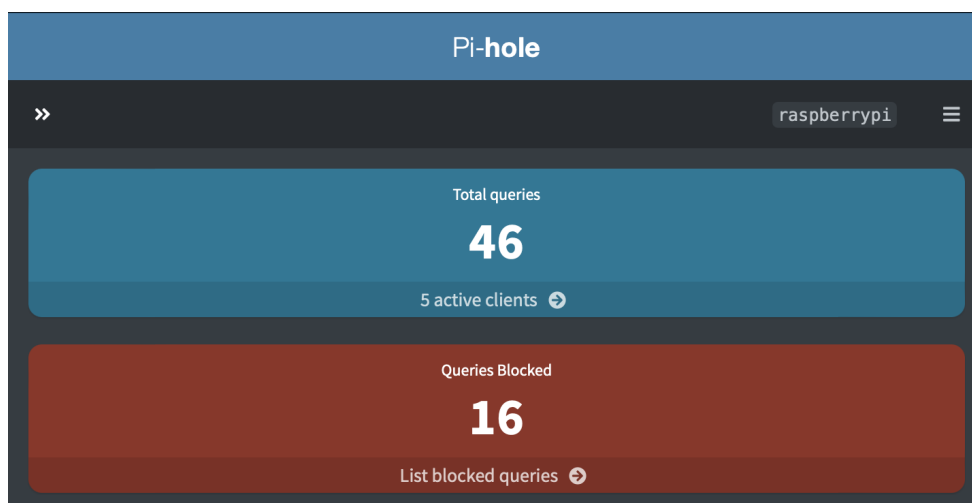 Pi-hole
raspberrypi
Total queries
46
5 active clients
Queries Blocked
16
List blocked queries